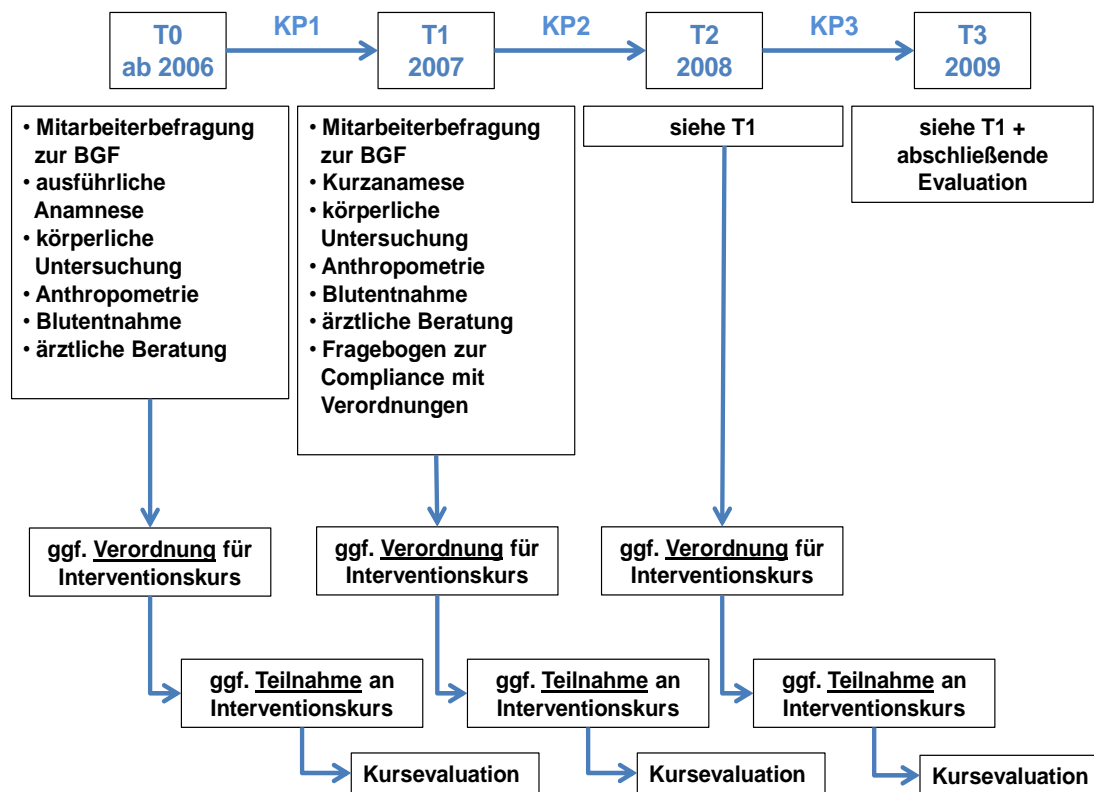 T0
ab 2006
KP1
T1
2007
KP2
T2
2008
KP3
T3
2009
• Mitarbeiterbefragung
zur BGF
• ausführliche
Anamnese
• körperliche
Untersuchung
• Anthropometrie
• Blutentnahme
• ärztliche Beratung
• Mitarbeiterbefragung
zur BGF
• Kurzanamese
• körperliche
Untersuchung
• Anthropometrie
• Blutentnahme
• ärztliche Beratung
• Fragebogen zur
Compliance mit
Verordnungen
siehe T1
siehe T1 +
abschließende
Evaluation
ggf. Verordnung für
Interventionskurs
ggf. Verordnung für
Interventionskurs
ggf. Verordnung für
Interventionskurs
ggf. Teilnahme an
Interventionskurs
ggf. Teilnahme an
Interventionskurs
ggf. Teilnahme an
Interventionskurs
Kursevaluation
Kursevaluation
Kursevaluation